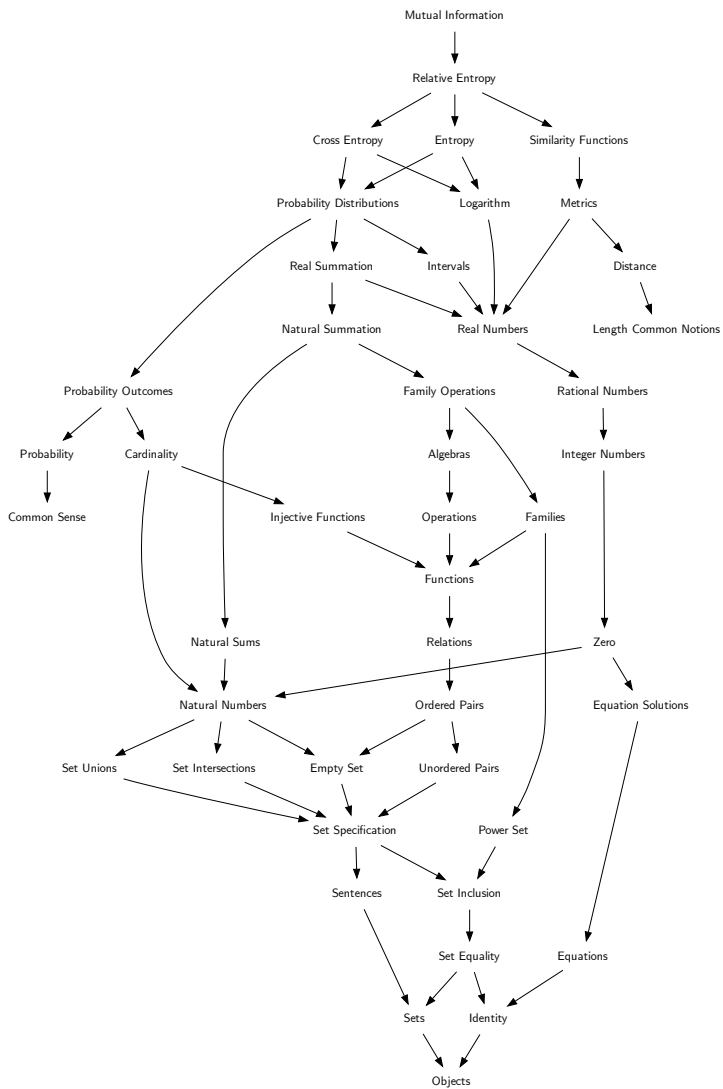 Mutual Information
Relative Entropy
Cross Entropy
Entropy
Similarity Functions
Probability Distributions
Logarithm
Metrics
Real Summation
Intervals
Distance
Natural Summation
Real Numbers
Length Common Notions
Probability Outcomes
Family Operations
Rational Numbers
Probability
Cardinality
Algebras
Integer Numbers
Common Sense
Injective Functions
Operations
Families
Functions
Natural Sums
Relations
Zero
Natural Numbers
Ordered Pairs
Equation Solutions
Set Unions
Set Intersections
Empty Set
Unordered Pairs
Set Specification
Power Set
Sentences
Set Inclusion
Set Equality
Equations
Sets
Identity
Objects